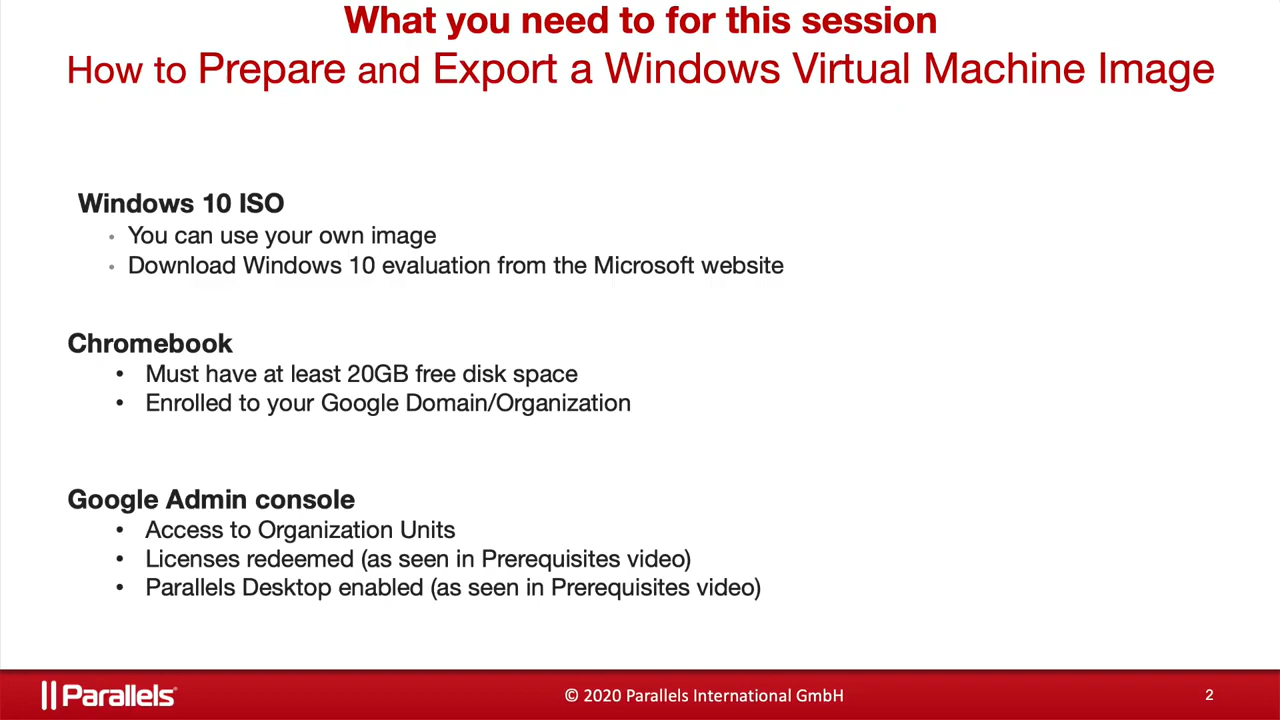 What you need to for this session
How to Prepare and Export a Windows Virtual Machine Image
Windows 10 ISO
• You can use your own image
• Download Windows 10 evaluation from the Microsoft website
Chromebook
• Must have at least 20GB free disk space
• Enrolled to your Google Domain/Organization
Google Admin console
• Access to Organization Units
• Licenses redeemed (as seen in Prerequisites video)
• Parallels Desktop enabled (as seen in Prerequisites video)
Parallels® © 2020 Parallels International GmbH 2